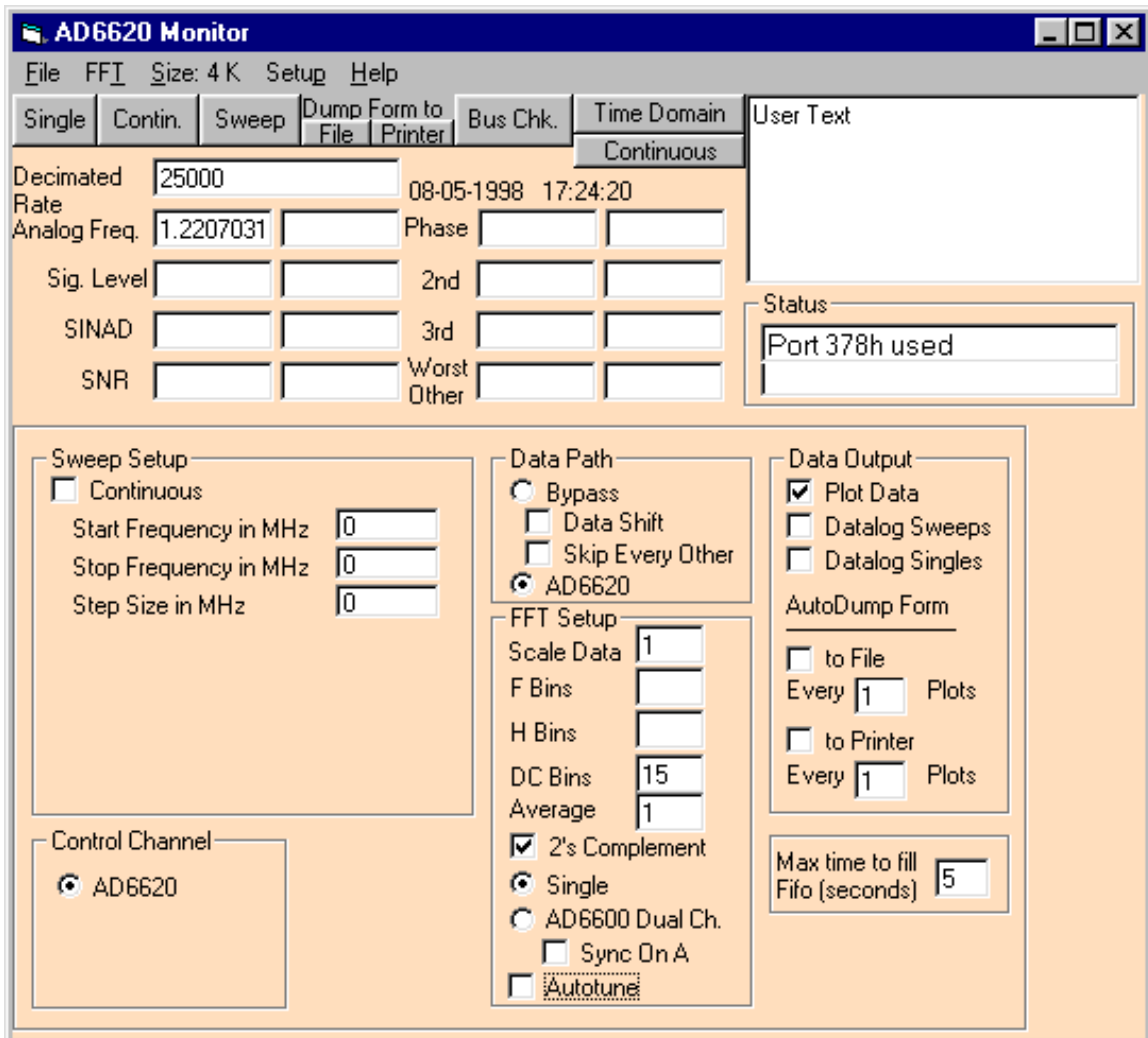 AD6620 Monitor
File FFT Size: 4 K Setup Help
Single Contin. Sweep Dump Form to File Printer Bus Chk. Time Domain Continuous
User Text
Decimated Rate 25000
08-05-1998 17:24:20
Analog Freq. 1.2207031 Phase
Sig. Level 2nd
SINAD 3rd
SNR Worst Other
Status
Port 378h used
Sweep Setup
Continuous
Start Frequency in MHz 0
Stop Frequency in MHz 0
Step Size in MHz 0
Control Channel
AD6620
Data Path
Bypass
Data Shift
Skip Every Other
AD6620
FFT Setup
Scale Data 1
F Bins
H Bins
DC Bins 15
Average 1
2's Complement
Single
AD6600 Dual Ch.
Sync On A
Autotune
Data Output
Plot Data
Datalog Sweeps
Datalog Singles
AutoDump Form
to File
Every 1 Plots
to Printer
Every 1 Plots
Max time to fill
Fifo (seconds) 5